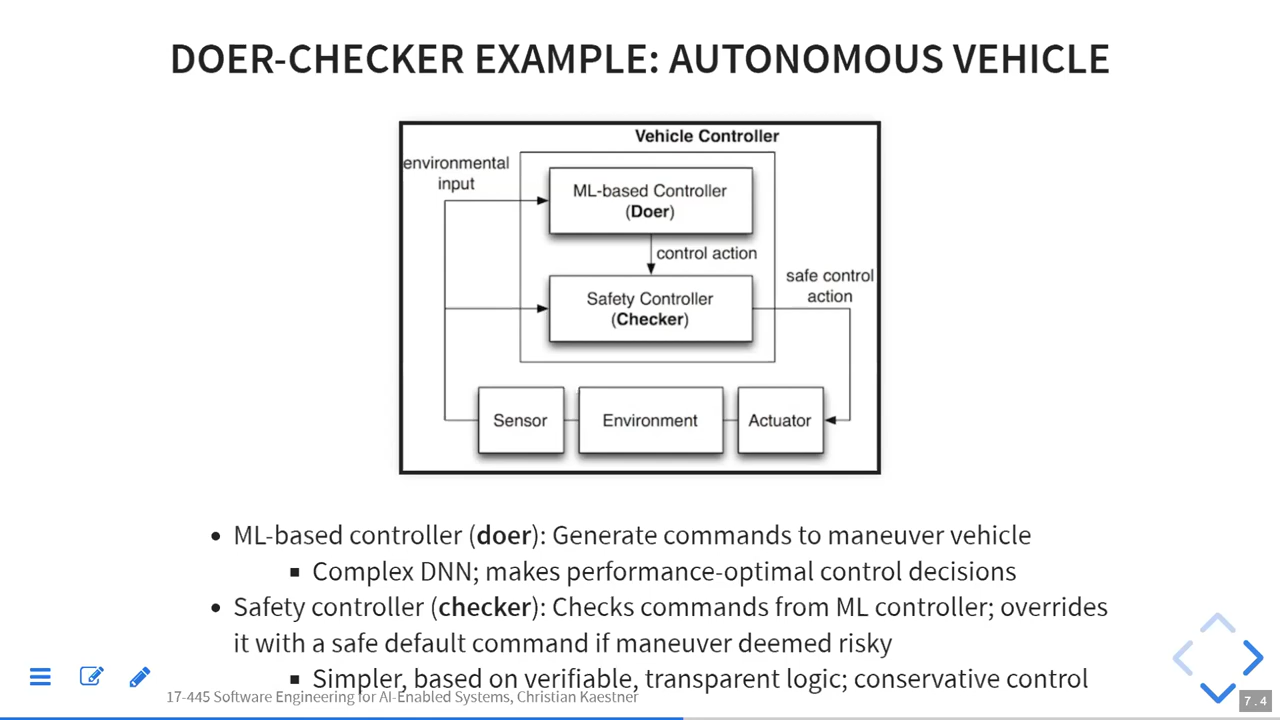 DOER-CHECKER EXAMPLE: AUTONOMOUS VEHICLE
Vehicle Controller
environmental
input
ML-based Controller
(Doer)
control action
safe control
action
Safety Controller
(Checker)
Sensor
Environment
Actuator
• ML-based controller (doer): Generate commands to maneuver vehicle
▪ Complex DNN; makes performance-optimal control decisions
• Safety controller (checker): Checks commands from ML controller; overrides
it with a safe default command if maneuver deemed risky
▪ Simpler, based on verifiable, transparent logic; conservative control
17-445 Software Engineering for AI-Enabled Systems, Christian Kaestner
7.4